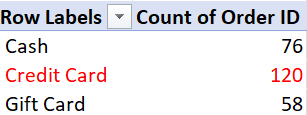 Row Labels Count of Order ID
Cash 76
Credit Card 120
Gift Card 58